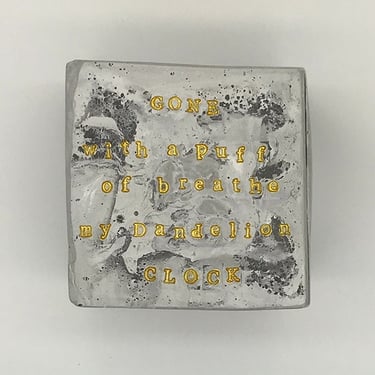 GONE
with a Puff
of breathe
my Dandelion
CLOCK